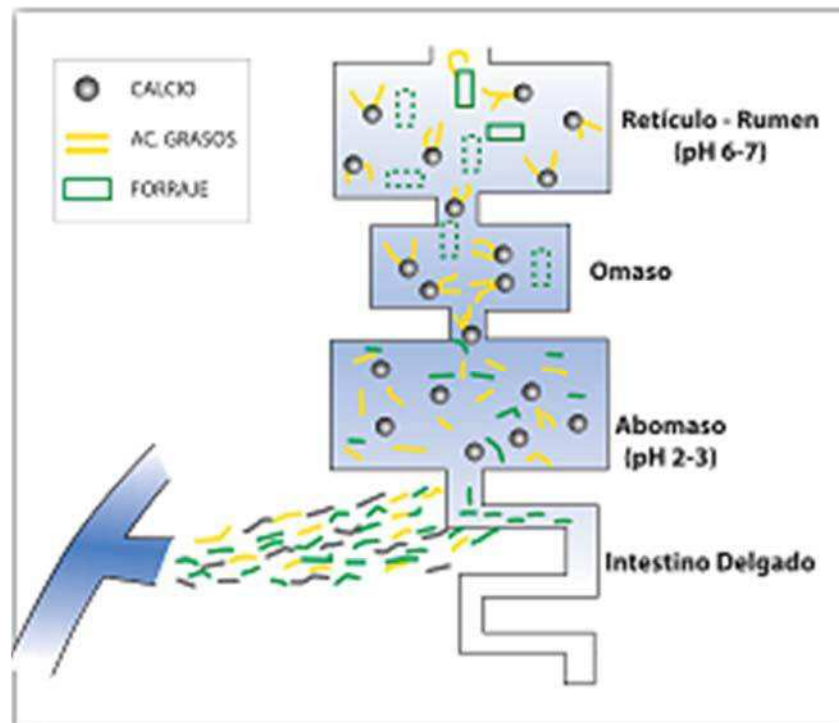 CALCIO
AC. GRASOS
FORRAJE
Retículo - Rumen
(pH 6-7)
Omaso
Abomaso
(pH 2-3)
Intestino Delgado